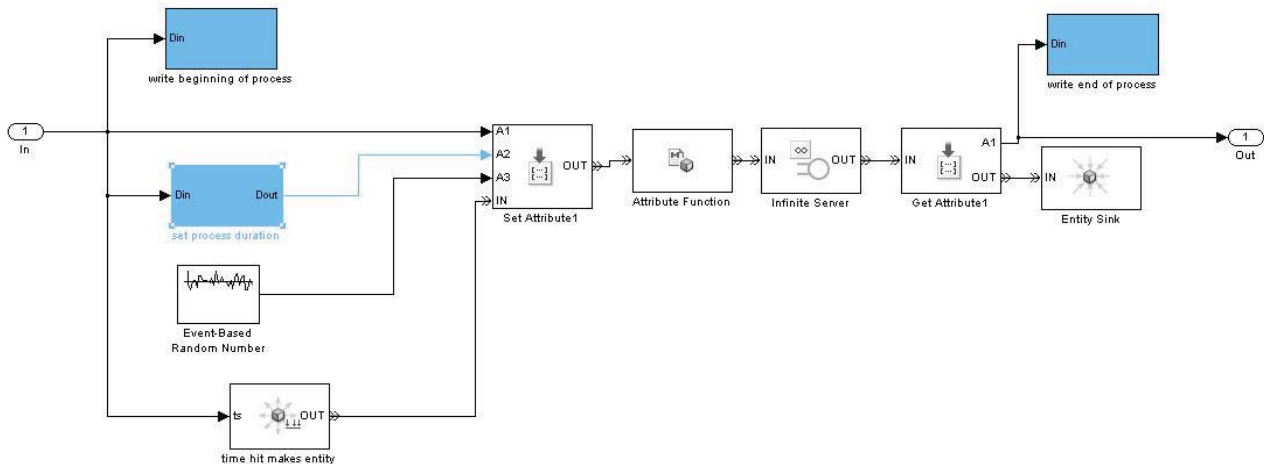 Din
write beginning of process
1
In
Din
Dout
set process duration
Event-Based
Random Number
ts
OUT
time hit makes entity
A1
A2
A3
IN
OUT
Set Attribute1
Attribute Function
IN
∞
OUT
Infinite Server
IN
A1
OUT
Get Attribute1
Din
write end of process
IN
Entity Sink
1
Out